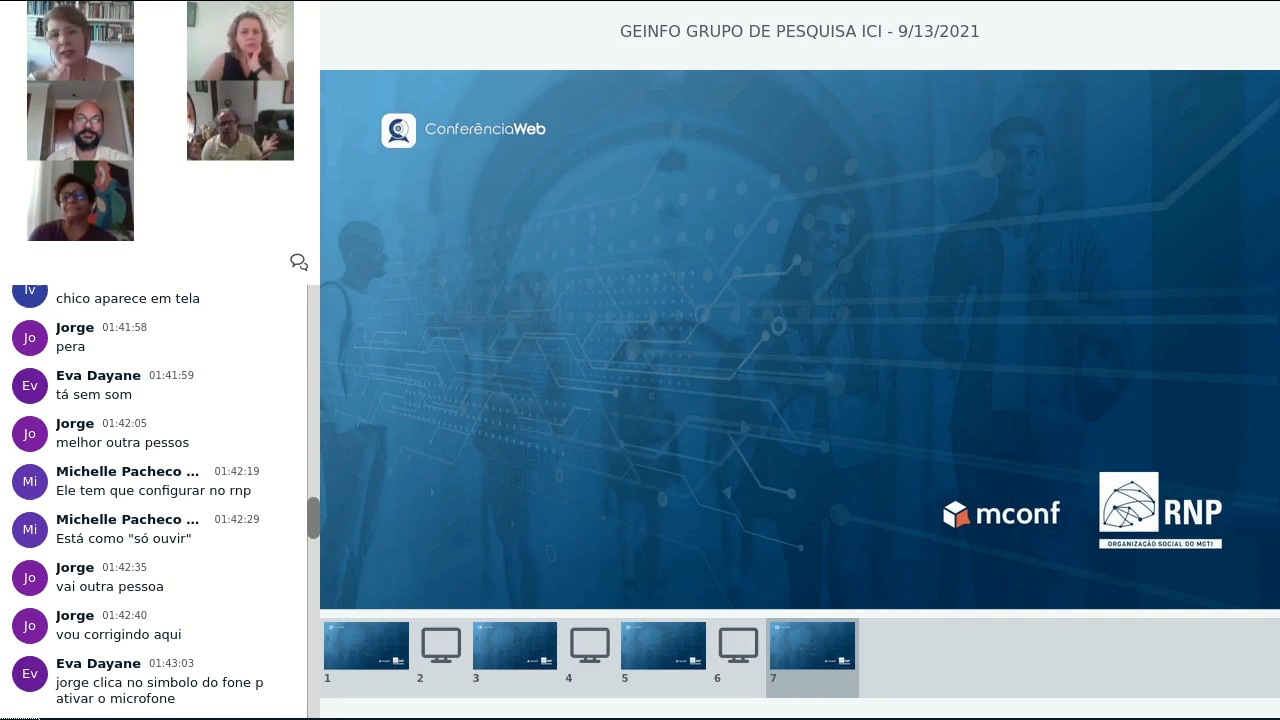 GEINFO GRUPO DE PESQUISA ICI - 9/13/2021
ConferênciaWeb
Iv
chico aparece em tela
Jo
Jorge 01:41:58
pera
Ev
Eva Dayane 01:41:59
tá sem som
Jo
Jorge 01:42:05
melhor outra pessos
Mi
Michelle Pacheco ... 01:42:19
Ele tem que configurar no rnp
Mi
Michelle Pacheco ... 01:42:29
Está como "só ouvir"
Jo
Jorge 01:42:35
vai outra pessoa
Jo
Jorge 01:42:40
vou corrigindo aqui
Ev
Eva Dayane 01:43:03
jorge clica no simbolo do fone p
ativar o microfone
mconf
RNP
ORGANIZAÇÃO SOCIAL DO MCTI
1 2 3 4 5 6 7